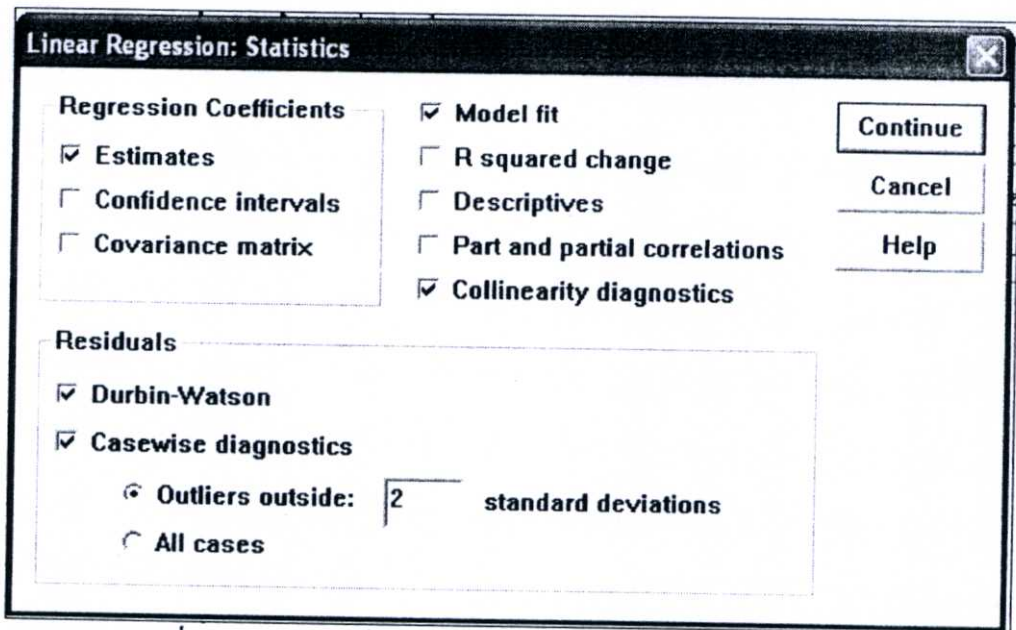 Linear Regression: Statistics
Regression Coefficients
Estimates
Confidence intervals
Covariance matrix
Model fit
R squared change
Descriptives
Part and partial correlations
Collinearity diagnostics
Continue
Cancel
Help
Residuals
Durbin-Watson
Casewise diagnostics
Outliers outside: 2 standard deviations
All cases